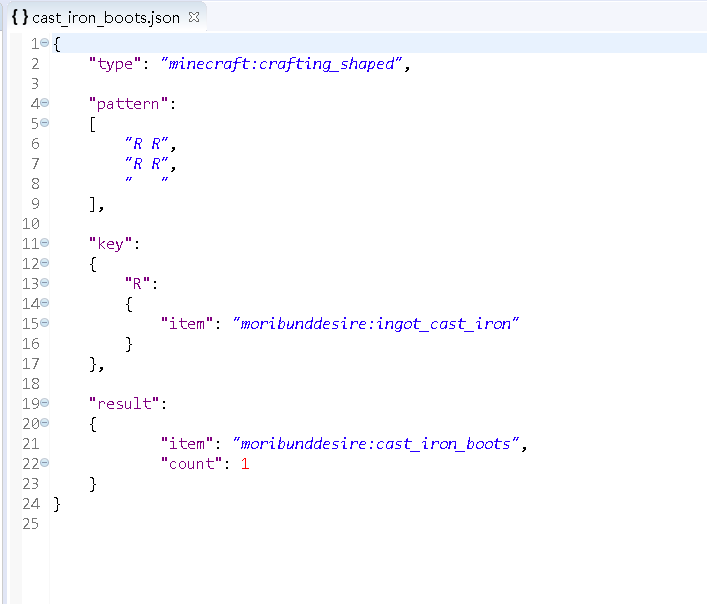 { } cast_iron_boots.json
1 {
2     "type": "minecraft:crafting_shaped",
3
4     "pattern":
5     [
6         "R R",
7         "R R",
8         "   "
9     ],
10
11     "key":
12     {
13         "R":
14         {
15             "item": "moribunddesire:ingot_cast_iron"
16         }
17     },
18
19     "result":
20     {
21             "item": "moribunddesire:cast_iron_boots",
22             "count": 1
23     }
24 }
25